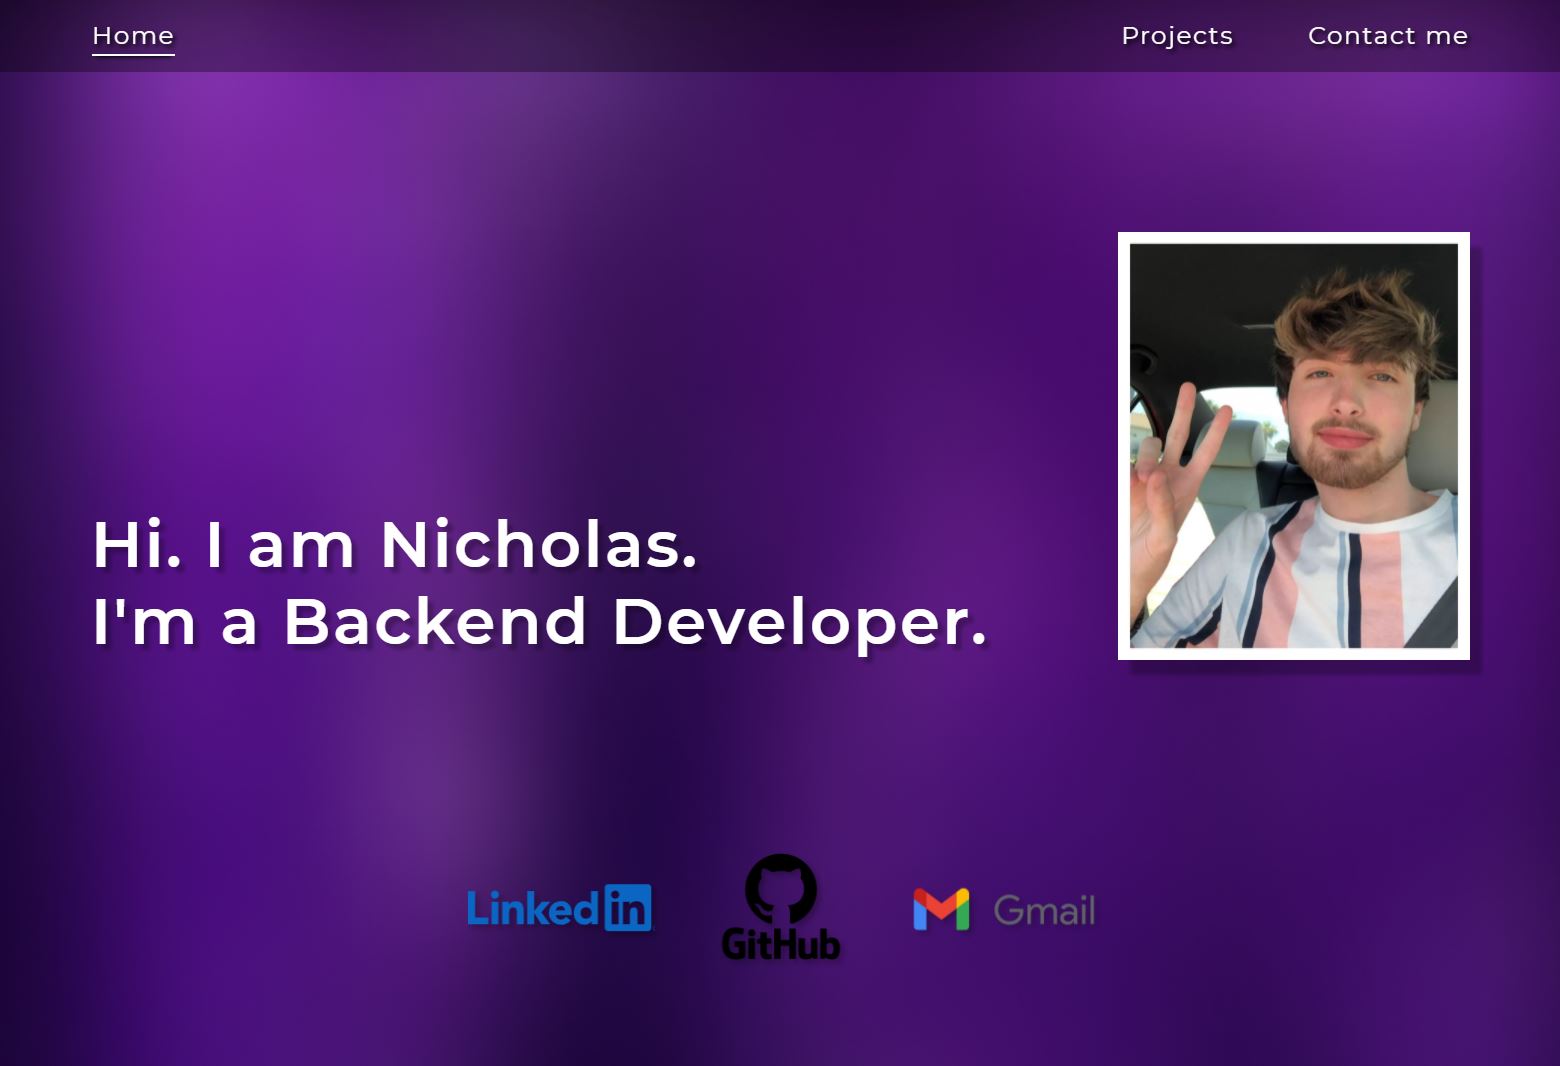 Home
Projects
Contact me
Hi. I am Nicholas.
I'm a Backend Developer.
Linkedin
GitHub
Gmail